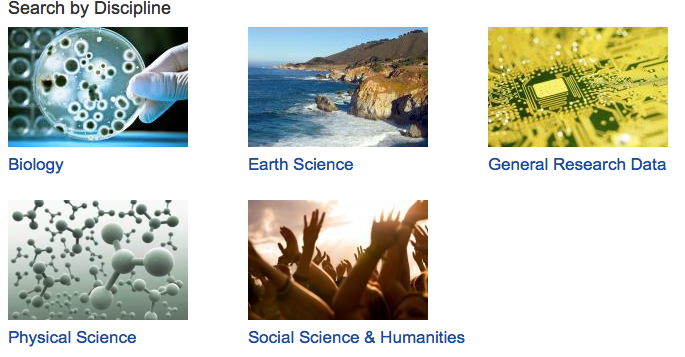 Search by Discipline
Biology
Earth Science
General Research Data
Physical Science
Social Science & Humanities